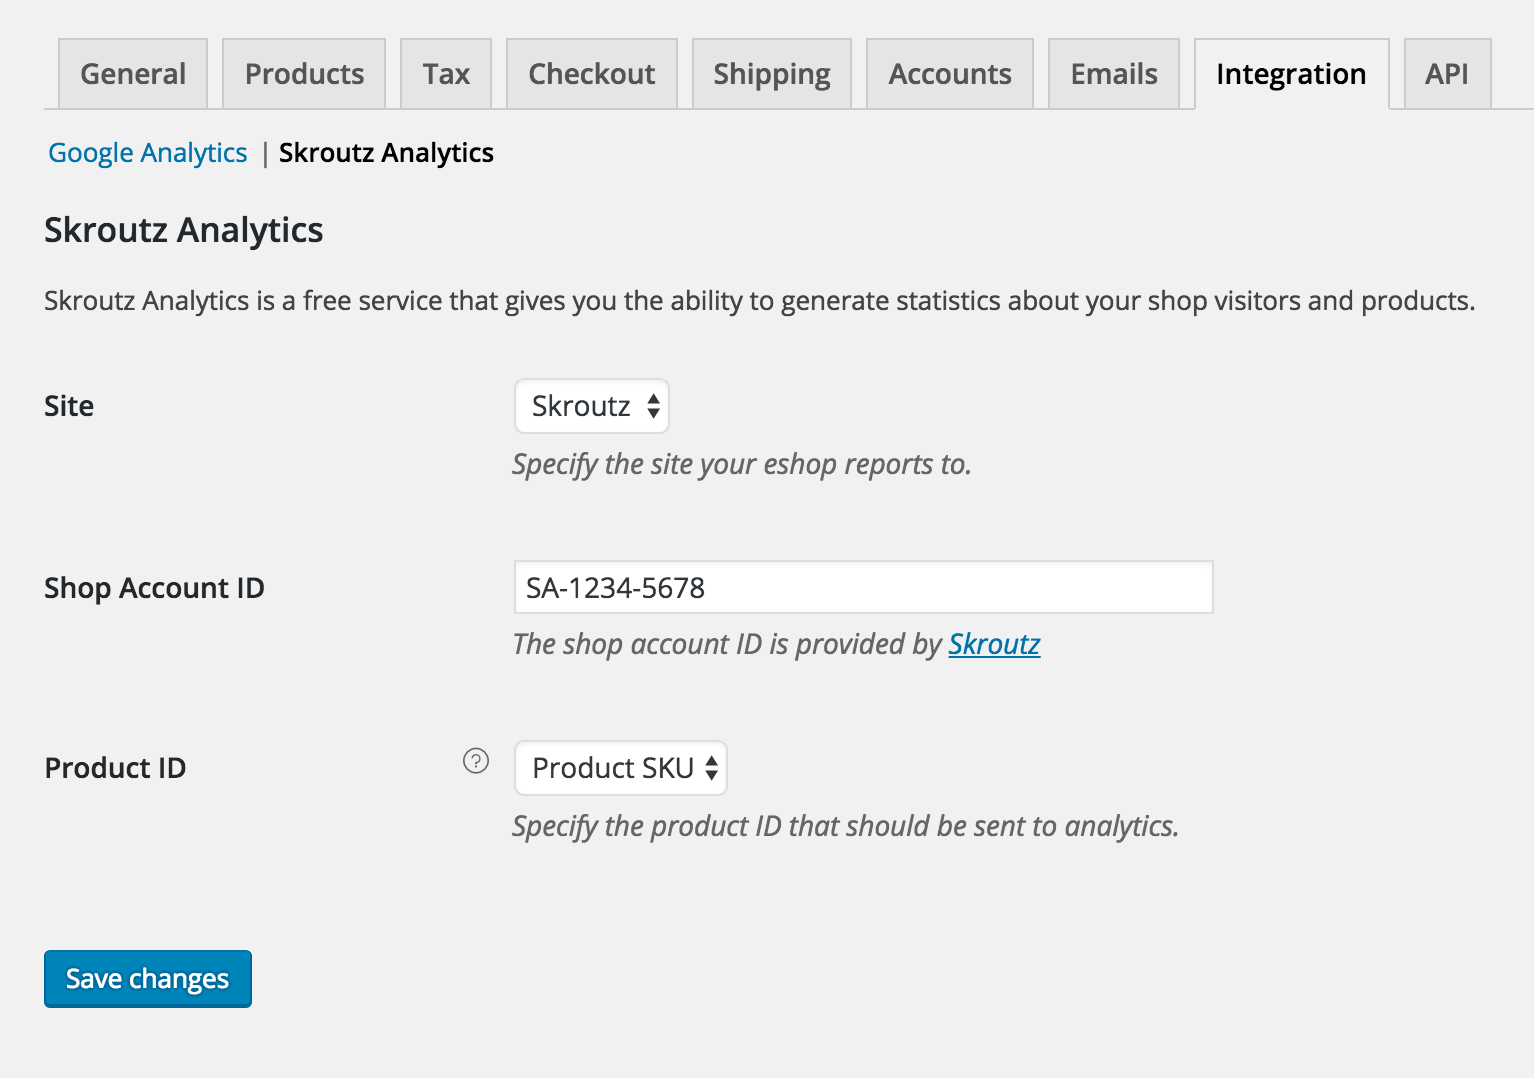 General Products Tax Checkout Shipping Accounts Emails Integration API
Google Analytics | Skroutz Analytics
Skroutz Analytics
Skroutz Analytics is a free service that gives you the ability to generate statistics about your shop visitors and products.
Site Skroutz
Specify the site your eshop reports to.
Shop Account ID SA-1234-5678
The shop account ID is provided by Skroutz
Product ID ? Product SKU
Specify the product ID that should be sent to analytics.
Save changes